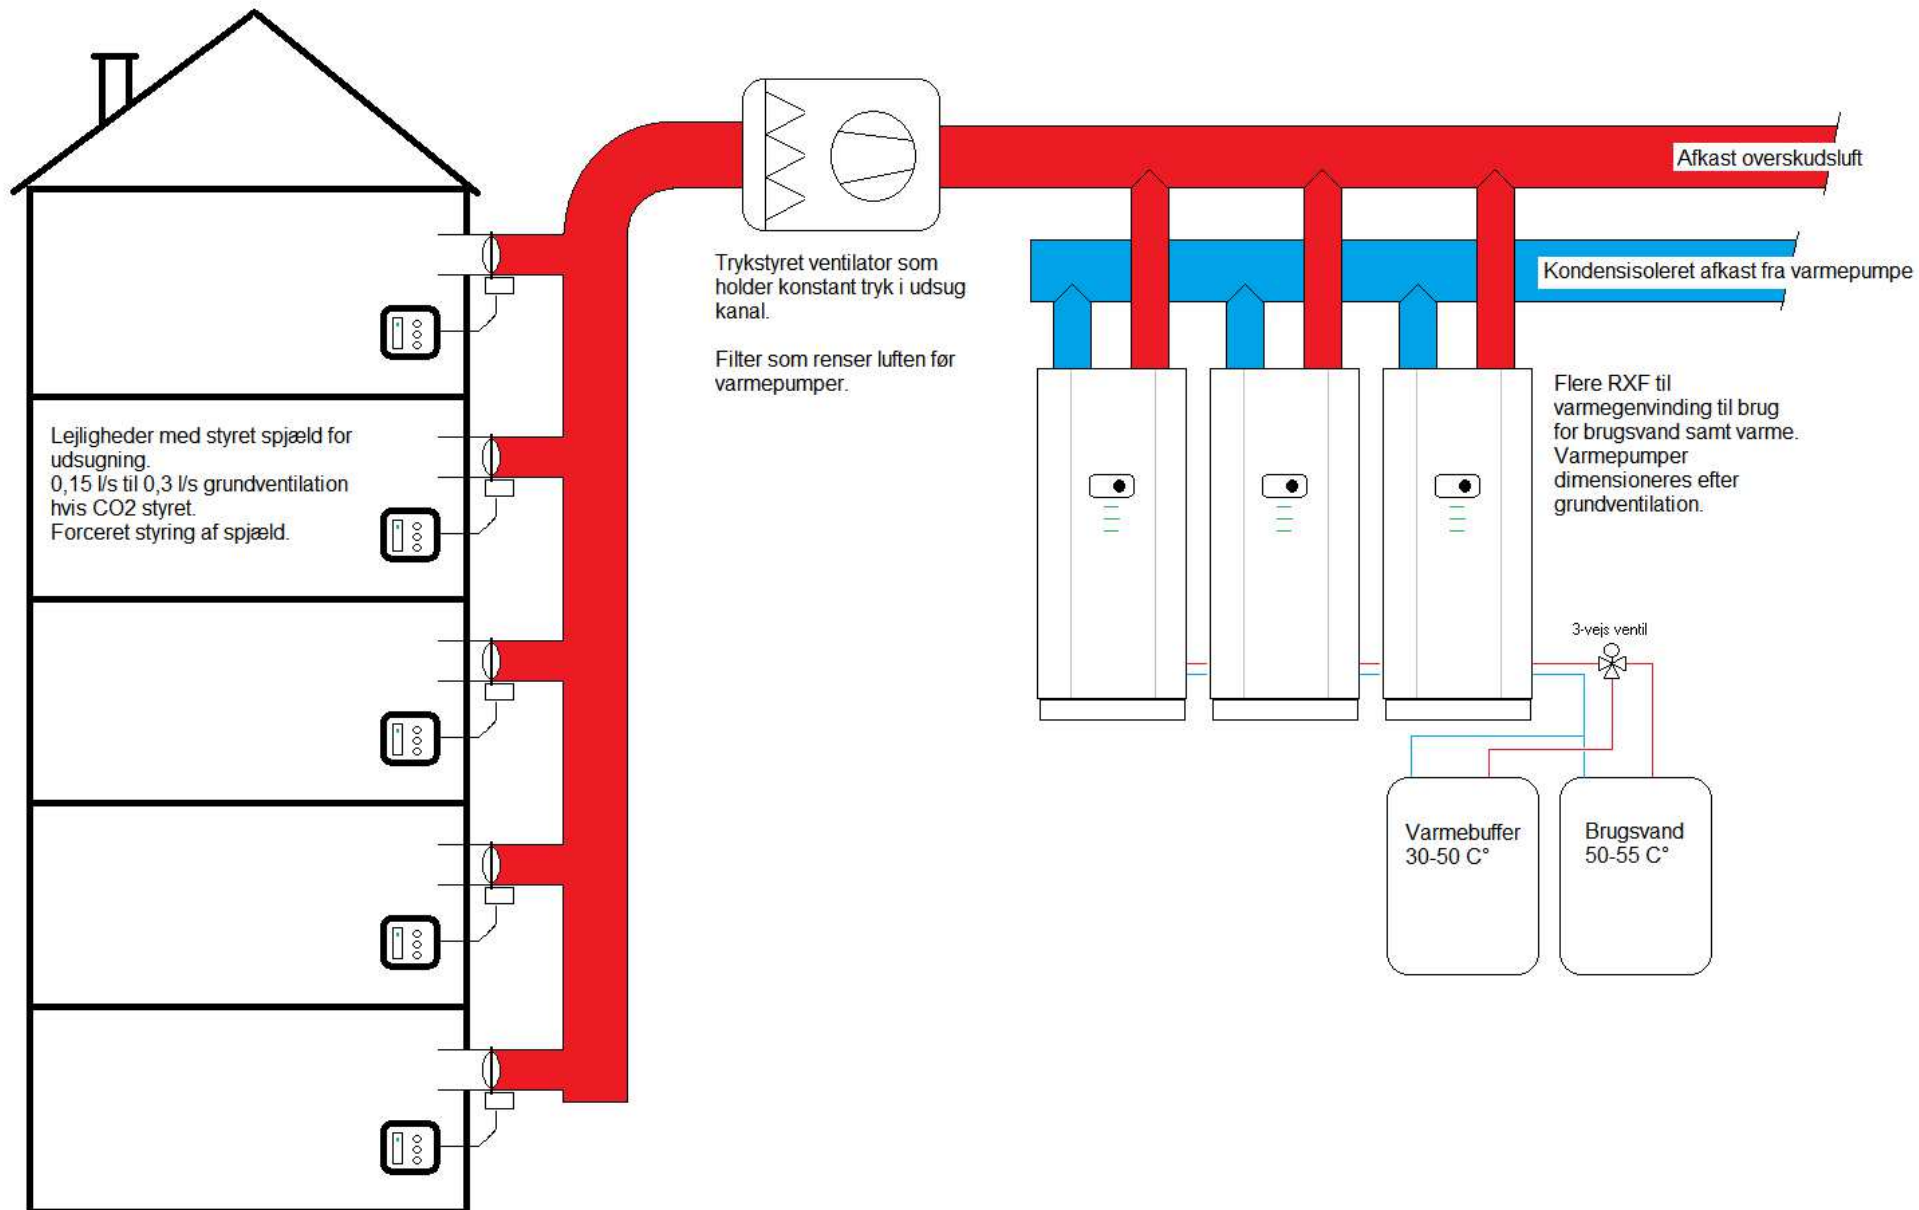 Afkast overskudsluft
Kondensisoleret afkast fra varmepumpe
Trykstyret ventilator som
holder konstant tryk i udsug
kanal.
Filter som renser luften før
varmepumper.
Flere RXF til
varmegenvinding til brug
for brugsvand samt varme.
Varmepumper
dimensioneres efter
grundventilation.
Lejligheder med styret spjæld for
udsugning.
0,15 l/s til 0,3 l/s grundventilation
hvis CO2 styret.
Forceret styring af spjæld.
3-vejs ventil
Varmebuffer
30-50 C°
Brugsvand
50-55 C°